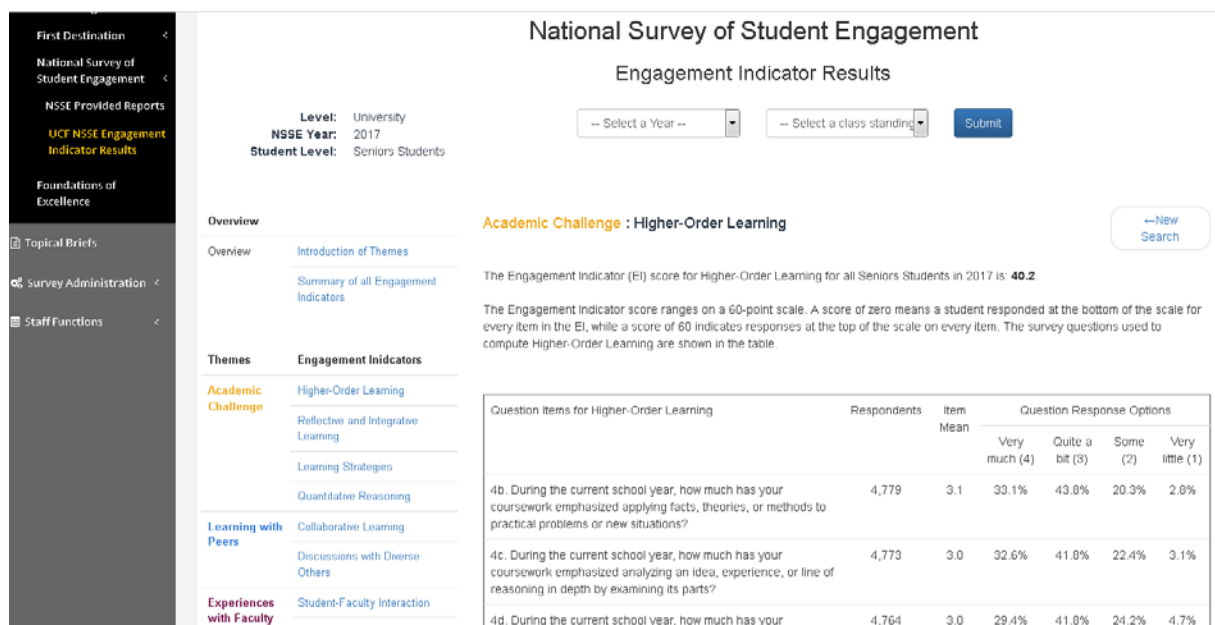 First Destination
National Survey of
Student Engagement
NSSE Provided Reports
UCF NSSE Engagement
Indicator Results
Foundations of
Excellence
Topical Briefs
Survey Administration
Staff Functions
National Survey of Student Engagement
Engagement Indicator Results
Level: University
NSSE Year: 2017
Student Level: Seniors Students
-- Select a Year --
-- Select a class standing
Submit
Overview
Overview
Introduction of Themes
Summary of all Engagement
Indicators
Themes
Engagement Inidcators
Academic
Challenge
Higher-Order Learning
Reflective and Integrative
Learning
Learning Strategies
Quantitative Reasoning
Learning with
Peers
Collaborative Learning
Discussions with Diverse
Others
Experiences
with Faculty
Student-Faculty Interaction
Academic Challenge : Higher-Order Learning
←New
Search
The Engagement Indicator (EI) score for Higher-Order Learning for all Seniors Students in 2017 is: 40.2.
The Engagement Indicator score ranges on a 60-point scale. A score of zero means a student responded at the bottom of the scale for
every item in the EI, while a score of 60 indicates responses at the top of the scale on every item. The survey questions used to
compute Higher-Order Learning are shown in the table.
Question Items for Higher-Order Learning
Respondents
Item
Mean
Question Response Options
Very
much (4)
Quite a
bit (3)
Some
(2)
Very
little (1)
4b. During the current school year, how much has your
coursework emphasized applying facts, theories, or methods to
practical problems or new situations?
4,779 3.1 33.1% 43.8% 20.3% 2.8%
4c. During the current school year, how much has your
coursework emphasized analyzing an idea, experience, or line of
reasoning in depth by examining its parts?
4,773 3.0 32.6% 41.8% 22.4% 3.1%
4d. During the current school year, how much has your
4,764 3.0 29.4% 41.8% 24.2% 4.7%